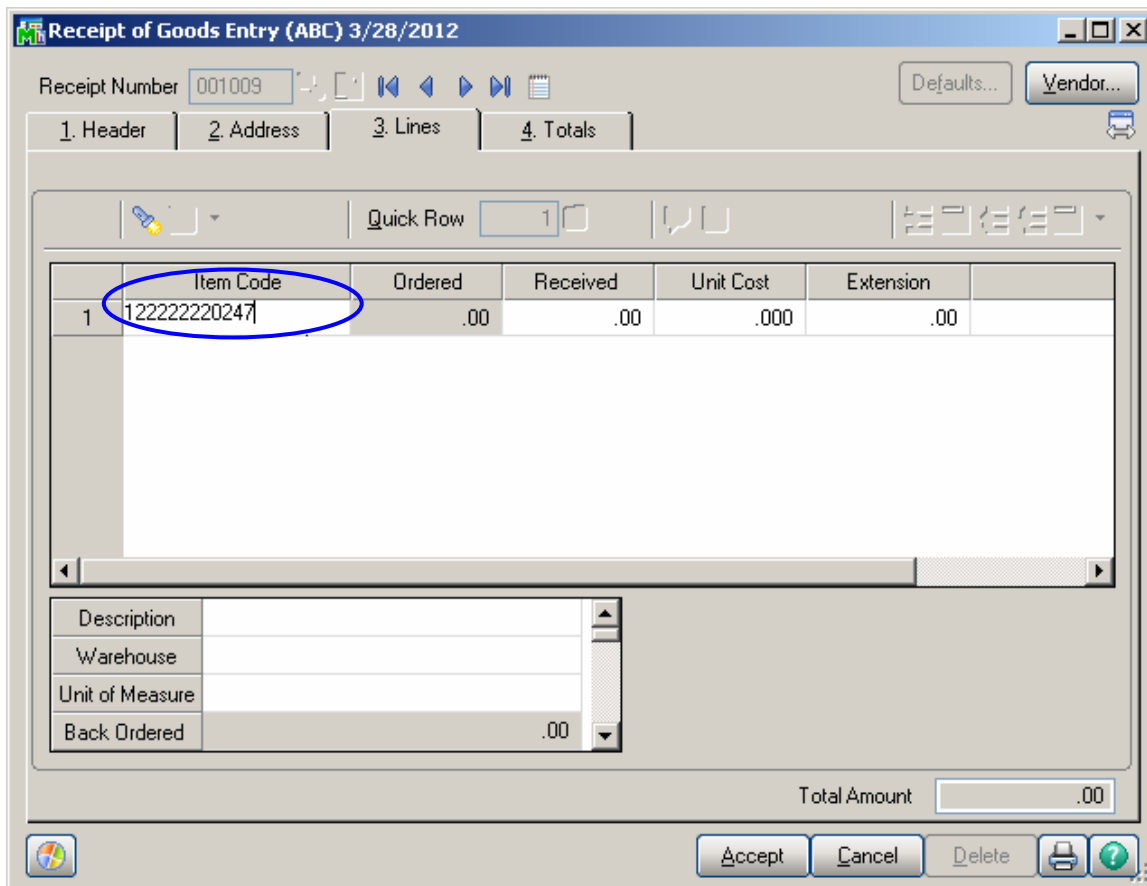 Receipt of Goods Entry (ABC) 3/28/2012
Receipt Number 001009 Defaults... Vendor...
1. Header 2. Address 3. Lines 4. Totals
Quick Row 1
Item Code Ordered Received Unit Cost Extension
1 122222220247 .00 .00 .000 .00
Description
Warehouse
Unit of Measure
Back Ordered .00
Total Amount .00
Accept Cancel Delete